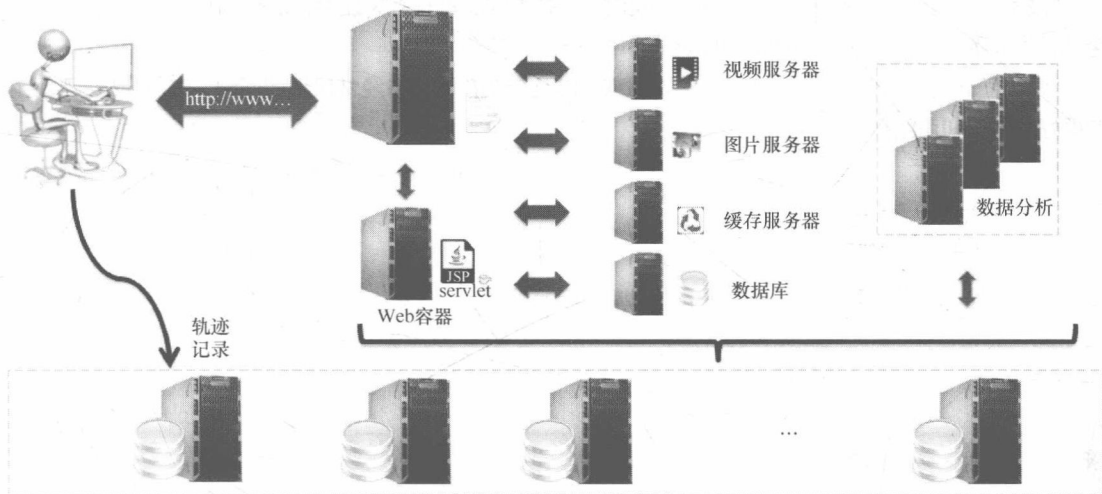 http://www…
视频服务器
图片服务器
缓存服务器
数据库
数据分析
JSP
servlet
Web容器
轨迹
记录
…